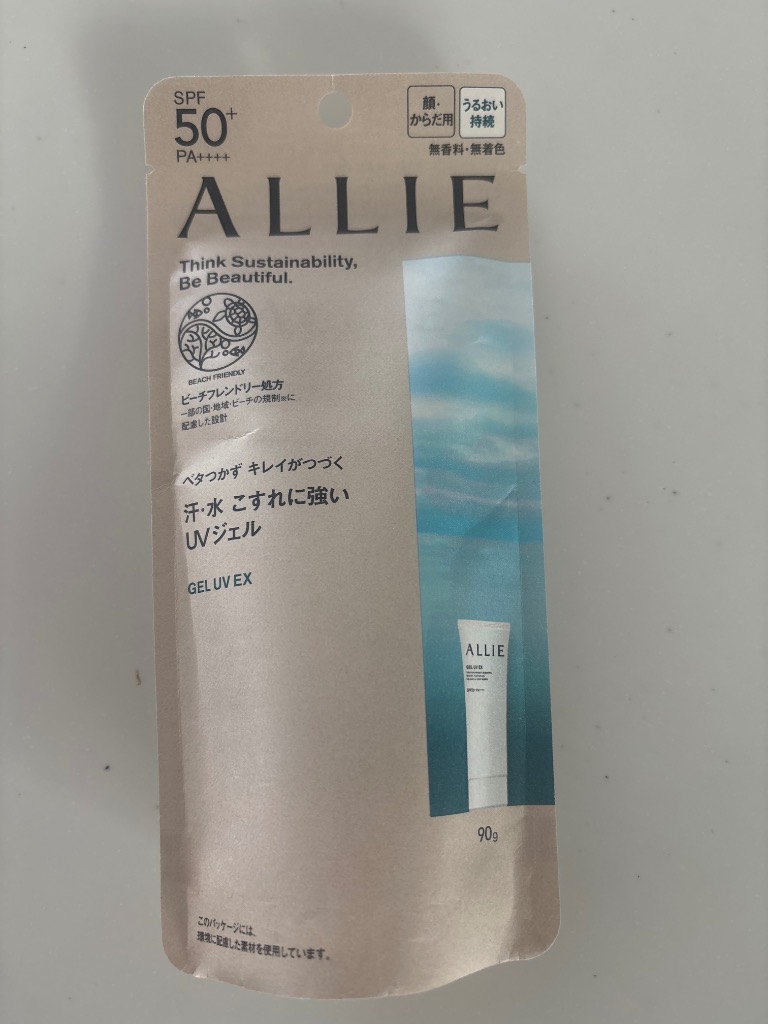 SPF
50+
PA++++
顔・
からだ用
うるおい
持続
無香料・無着色
ALLIE
Think Sustainability,
Be Beautiful.
BEACH FRIENDLY
ビーチフレンドリー処方
一部の国・地域・ビーチの規制※に
配慮した設計
ベタつかず キレイがつづく
汗・水 こすれに強い
UVジェル
GEL UV EX
ALLIE
GEL UV EX
90g
このパッケージには、
環境に配慮した素材を使用しています。